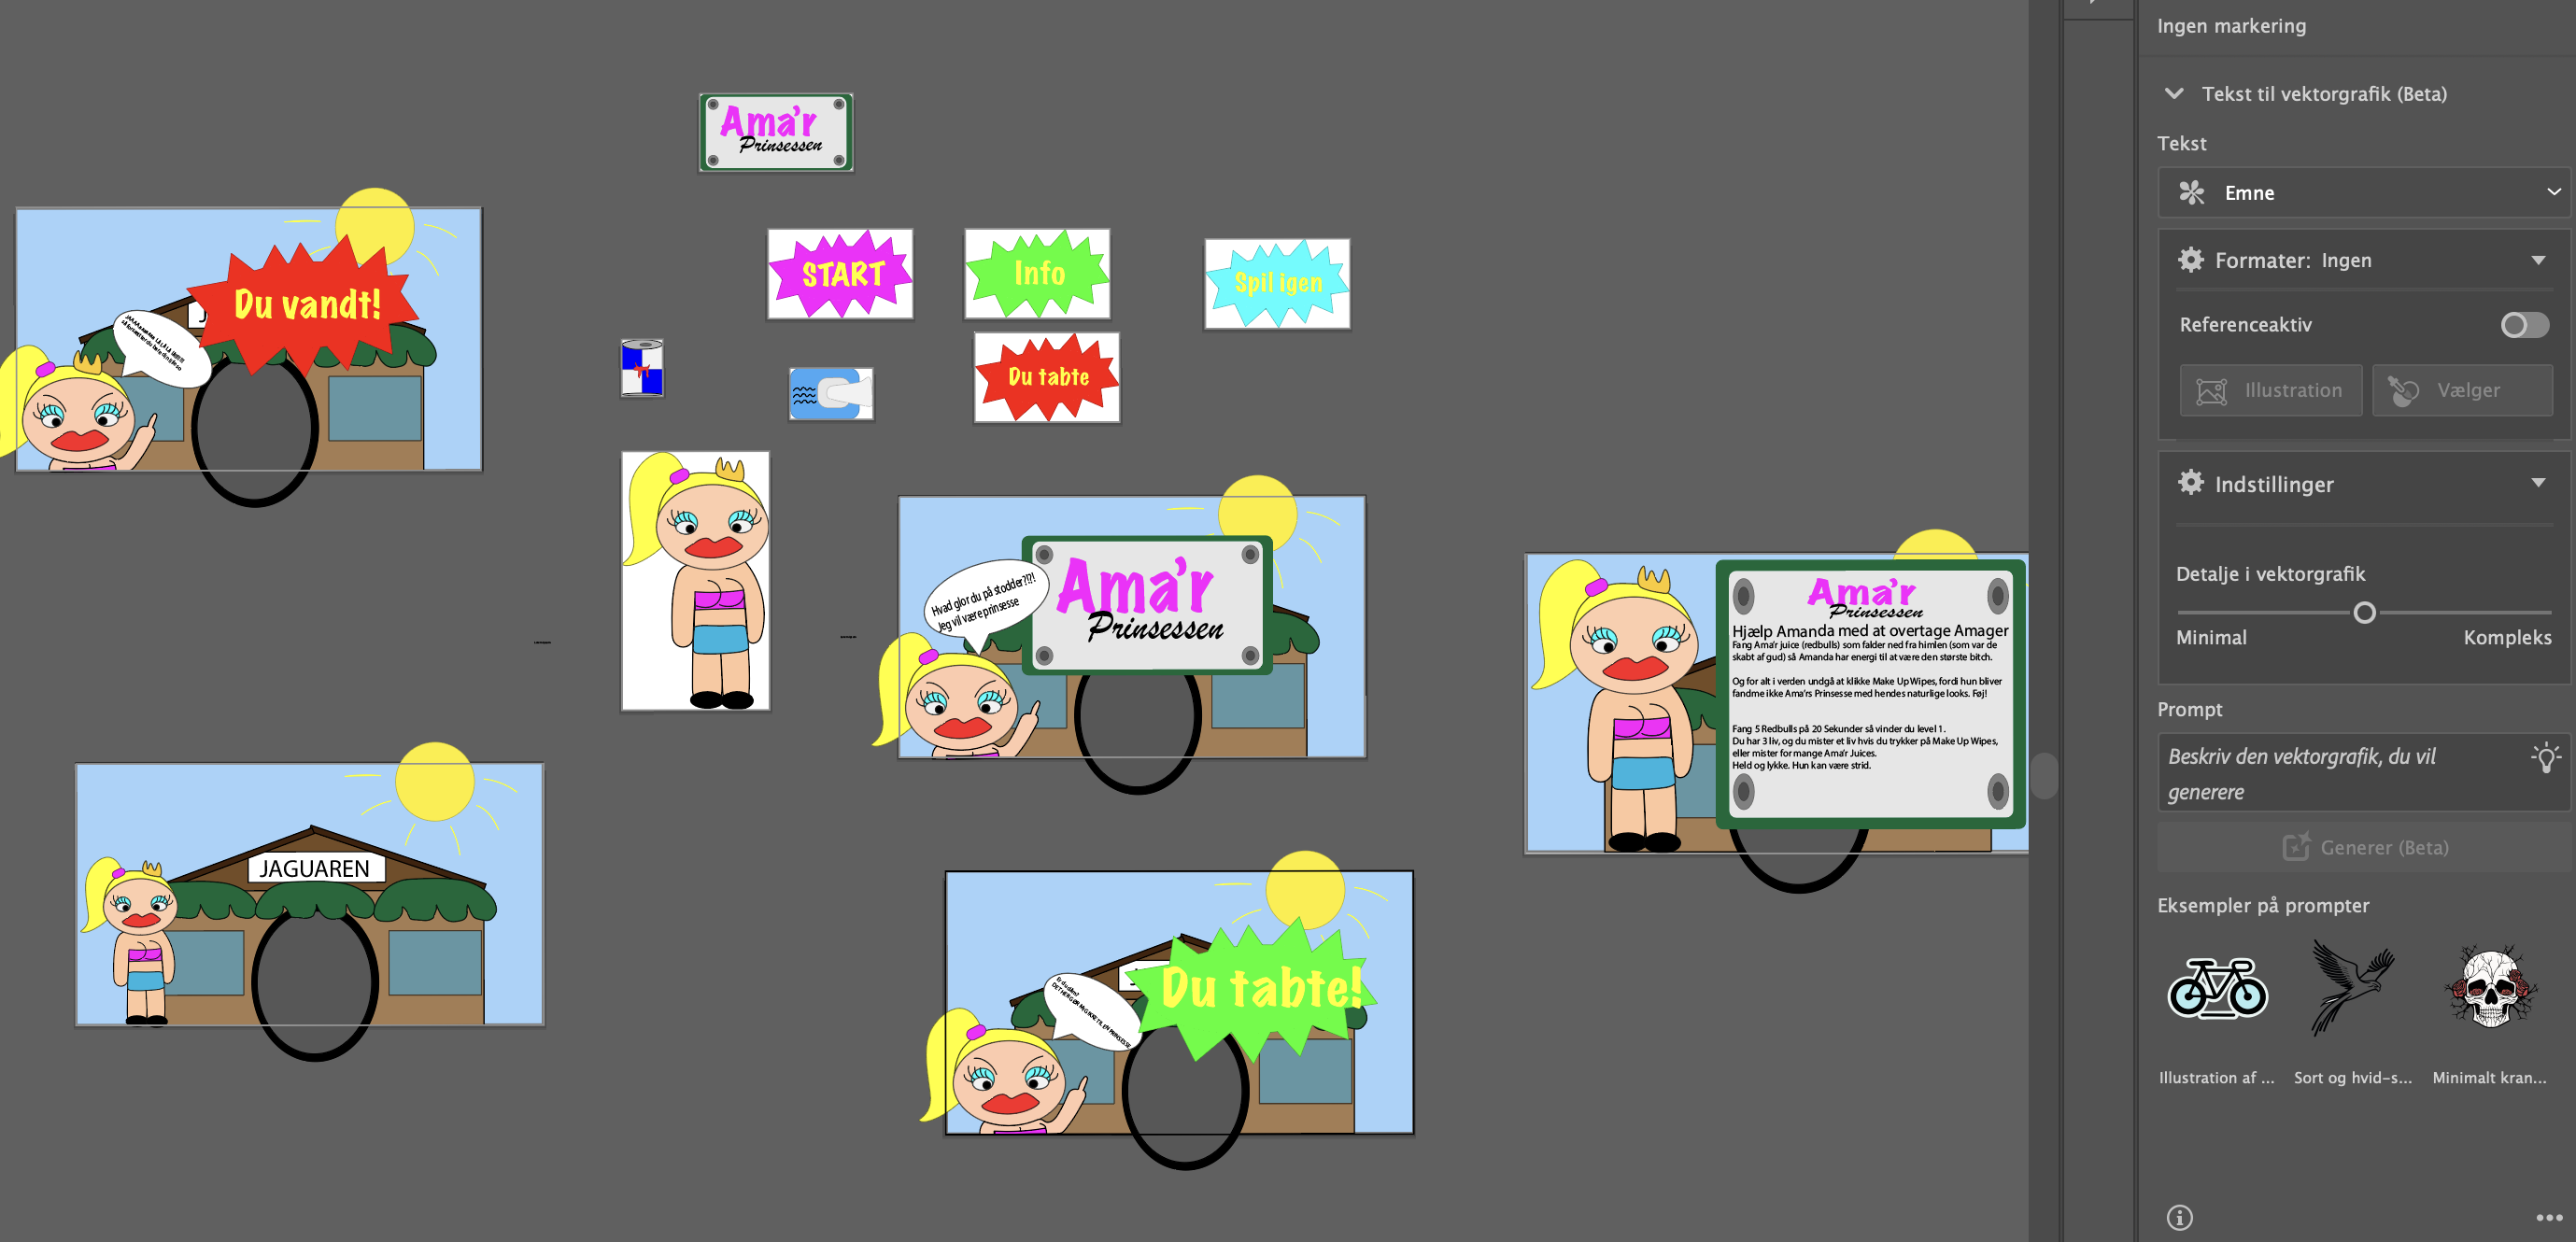 Ama'r
Prinsessen
Du vandt!
START
Info
Spil igen
Du tabte
Hvad glor du på stodder?!?!
Jeg vil være prinsesse
Ama'r
Prinsessen
Ama'r
Prinsessen
Hjælp Amanda med at overtage Amager
Fang Ama'r Juice (redbulls) som falder ned fra himlen (som var de
skabt af gud) så Amanda har energi til at være den største bitch.
Og for alt i verden undgå at klikke Make Up Wipes, fordi hun bliver
fandme ikke Ama'rs Prinsesse med hendes naturlige looks. Føj!
Fang 5 Redbulls på 20 Sekunder så vinder du level 1.
Du har 3 liv, og du mister et liv hvis du trykker på Make Up Wipes,
eller mister for mange Ama'r Juices.
Held og lykke. Hun kan være strid.
JAGUAREN
Du tabte!
Ingen markering
Tekst til vektorgrafik (Beta)
Tekst
Emne
Formater: Ingen
Referenceaktiv
Illustration
Vælger
Indstillinger
Detalje i vektorgrafik
Minimal
Kompleks
Prompt
Beskriv den vektorgrafik, du vil
generere
Generer (Beta)
Eksempler på prompter
Illustration af ...
Sort og hvid-s...
Minimalt kran...